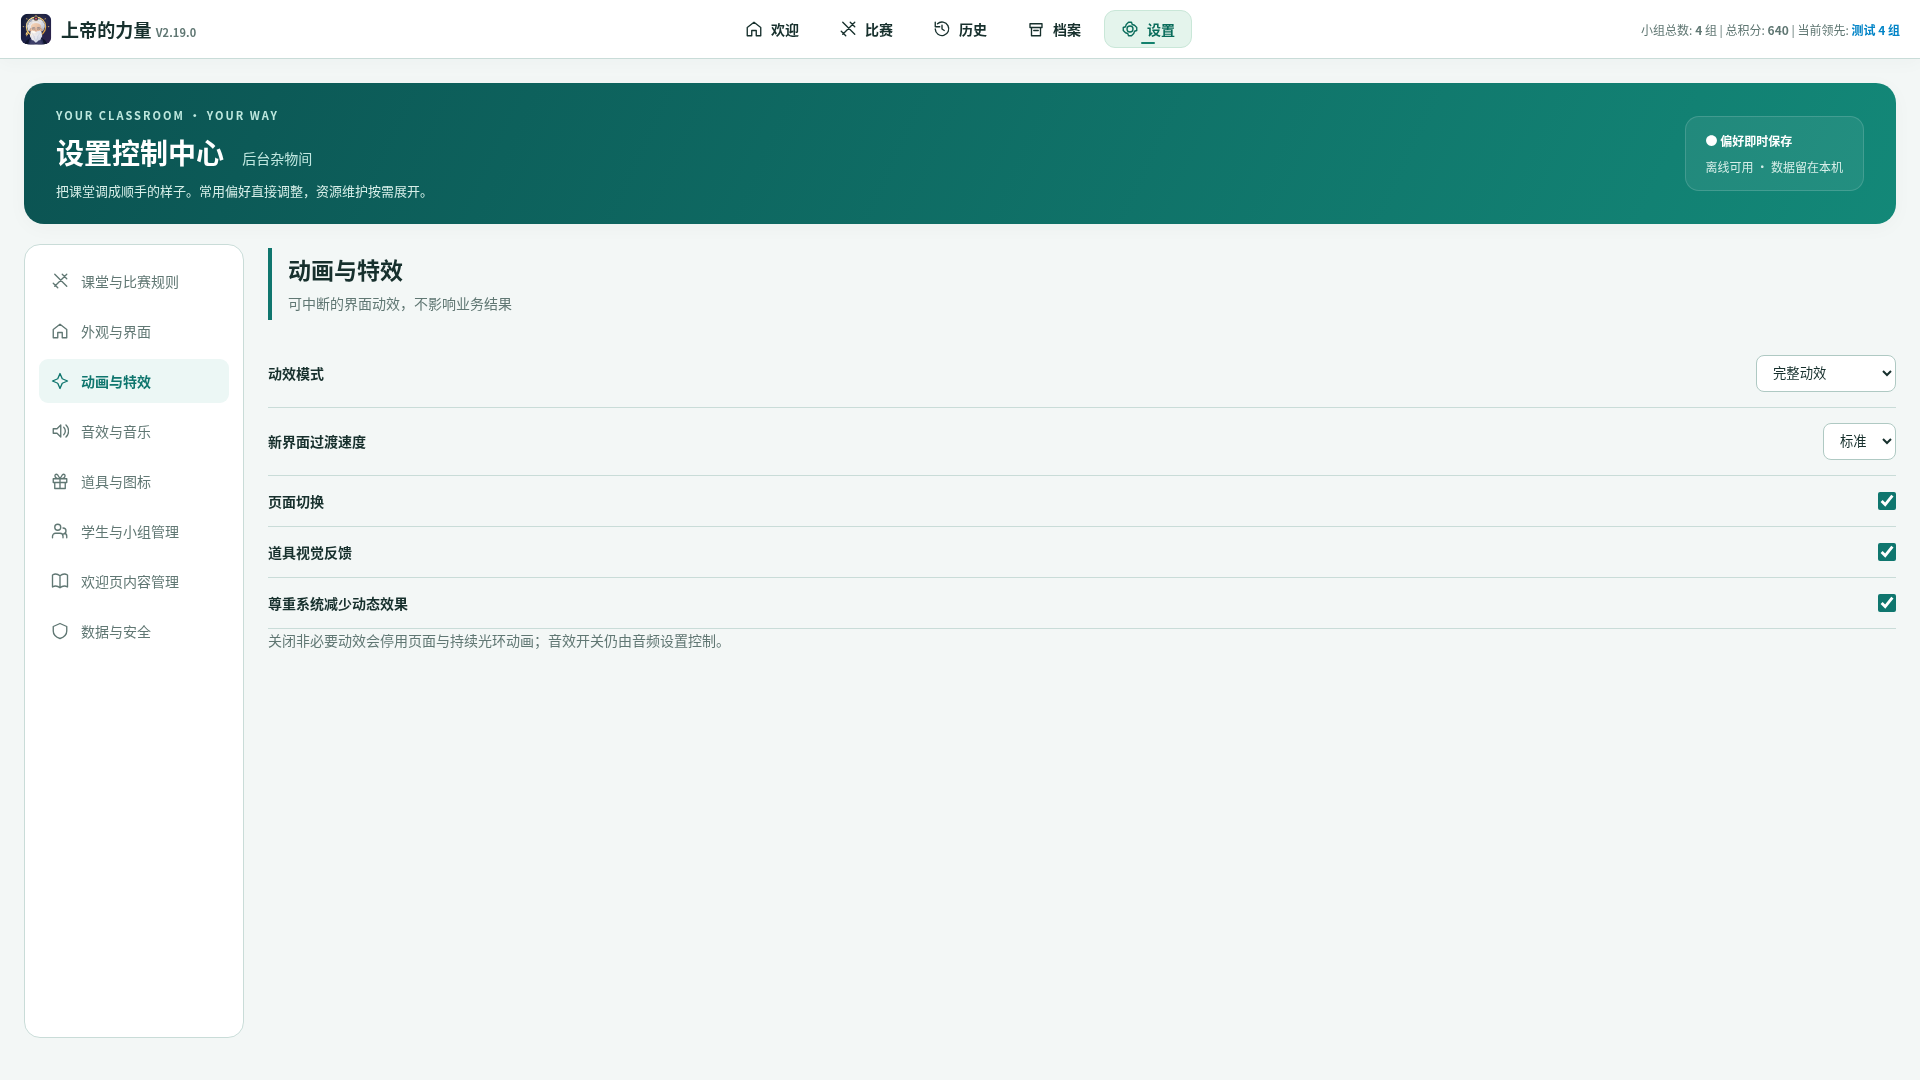 上帝的力量 V2.19.0
欢迎
比赛
历史
档案
设置
小组总数: 4 组 | 总积分: 640 | 当前领先: 测试 4 组
YOUR CLASSROOM · YOUR WAY
设置控制中心 后台杂物间
把课堂调成顺手的样子。常用偏好直接调整，资源维护按需展开。
偏好即时保存
离线可用 · 数据留在本机
课堂与比赛规则
外观与界面
动画与特效
音效与音乐
道具与图标
学生与小组管理
欢迎页内容管理
数据与安全
动画与特效
可中断的界面动效，不影响业务结果
动效模式
完整动效
新界面过渡速度
标准
页面切换
道具视觉反馈
尊重系统减少动态效果
关闭非必要动效会停用页面与持续光环动画；音效开关仍由音频设置控制。